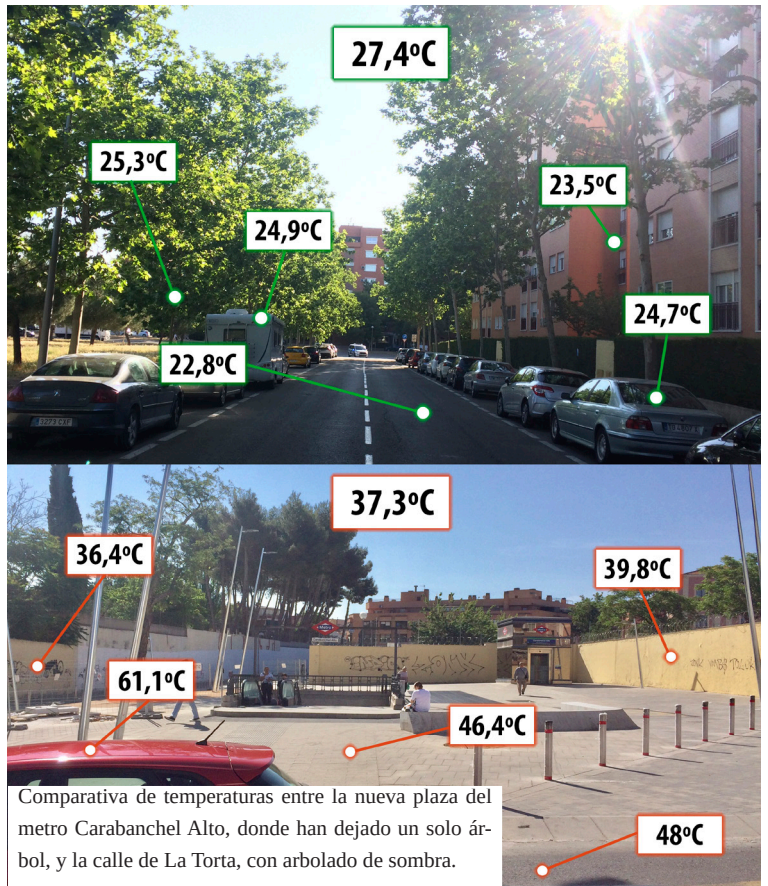 27,4ºC
25,3ºC
23,5ºC
24,9ºC
24,7ºC
22,8ºC
37,3ºC
36,4ºC
39,8ºC
61,1ºC
46,4ºC
48ºC
Comparativa de temperaturas entre la nueva plaza del
metro Carabanchel Alto, donde han dejado un solo ár-
bol, y la calle de La Torta, con arbolado de sombra.